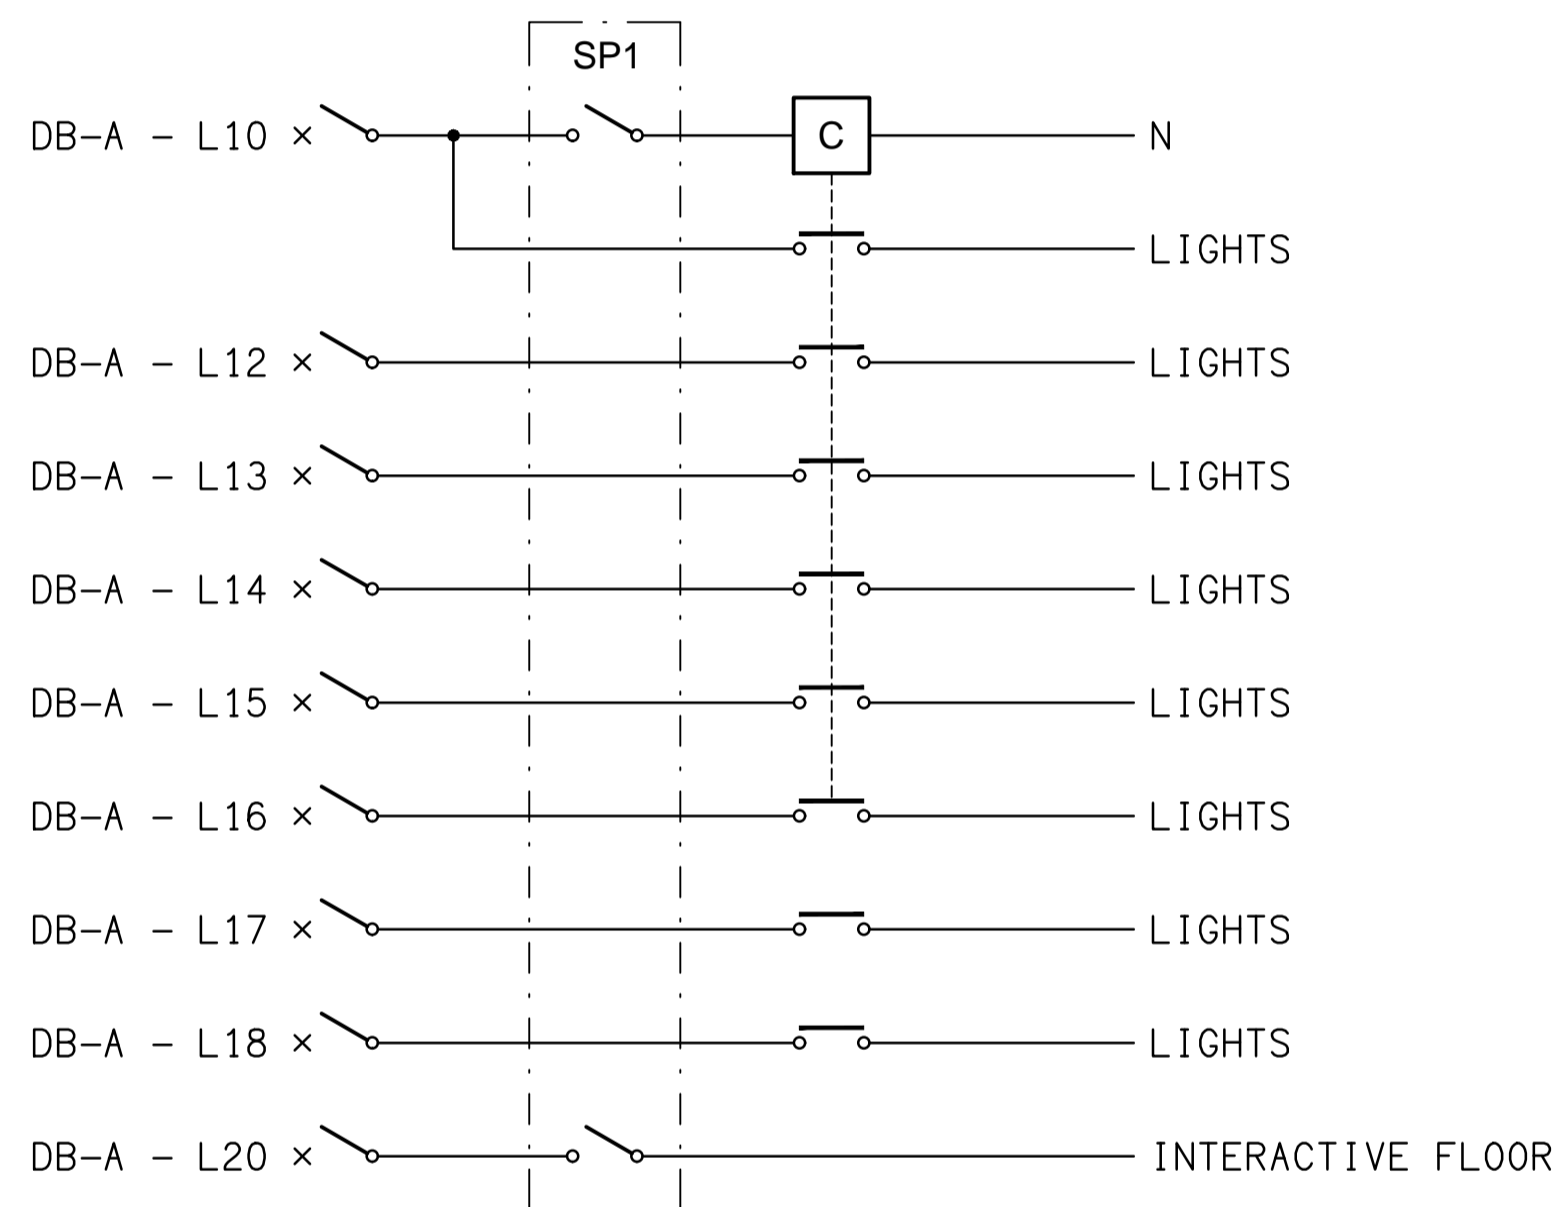 SP1
DB-A - L10 × C N
LIGHTS
DB-A - L12 × LIGHTS
DB-A - L13 × LIGHTS
DB-A - L14 × LIGHTS
DB-A - L15 × LIGHTS
DB-A - L16 × LIGHTS
DB-A - L17 × LIGHTS
DB-A - L18 × LIGHTS
DB-A - L20 × INTERACTIVE FLOOR